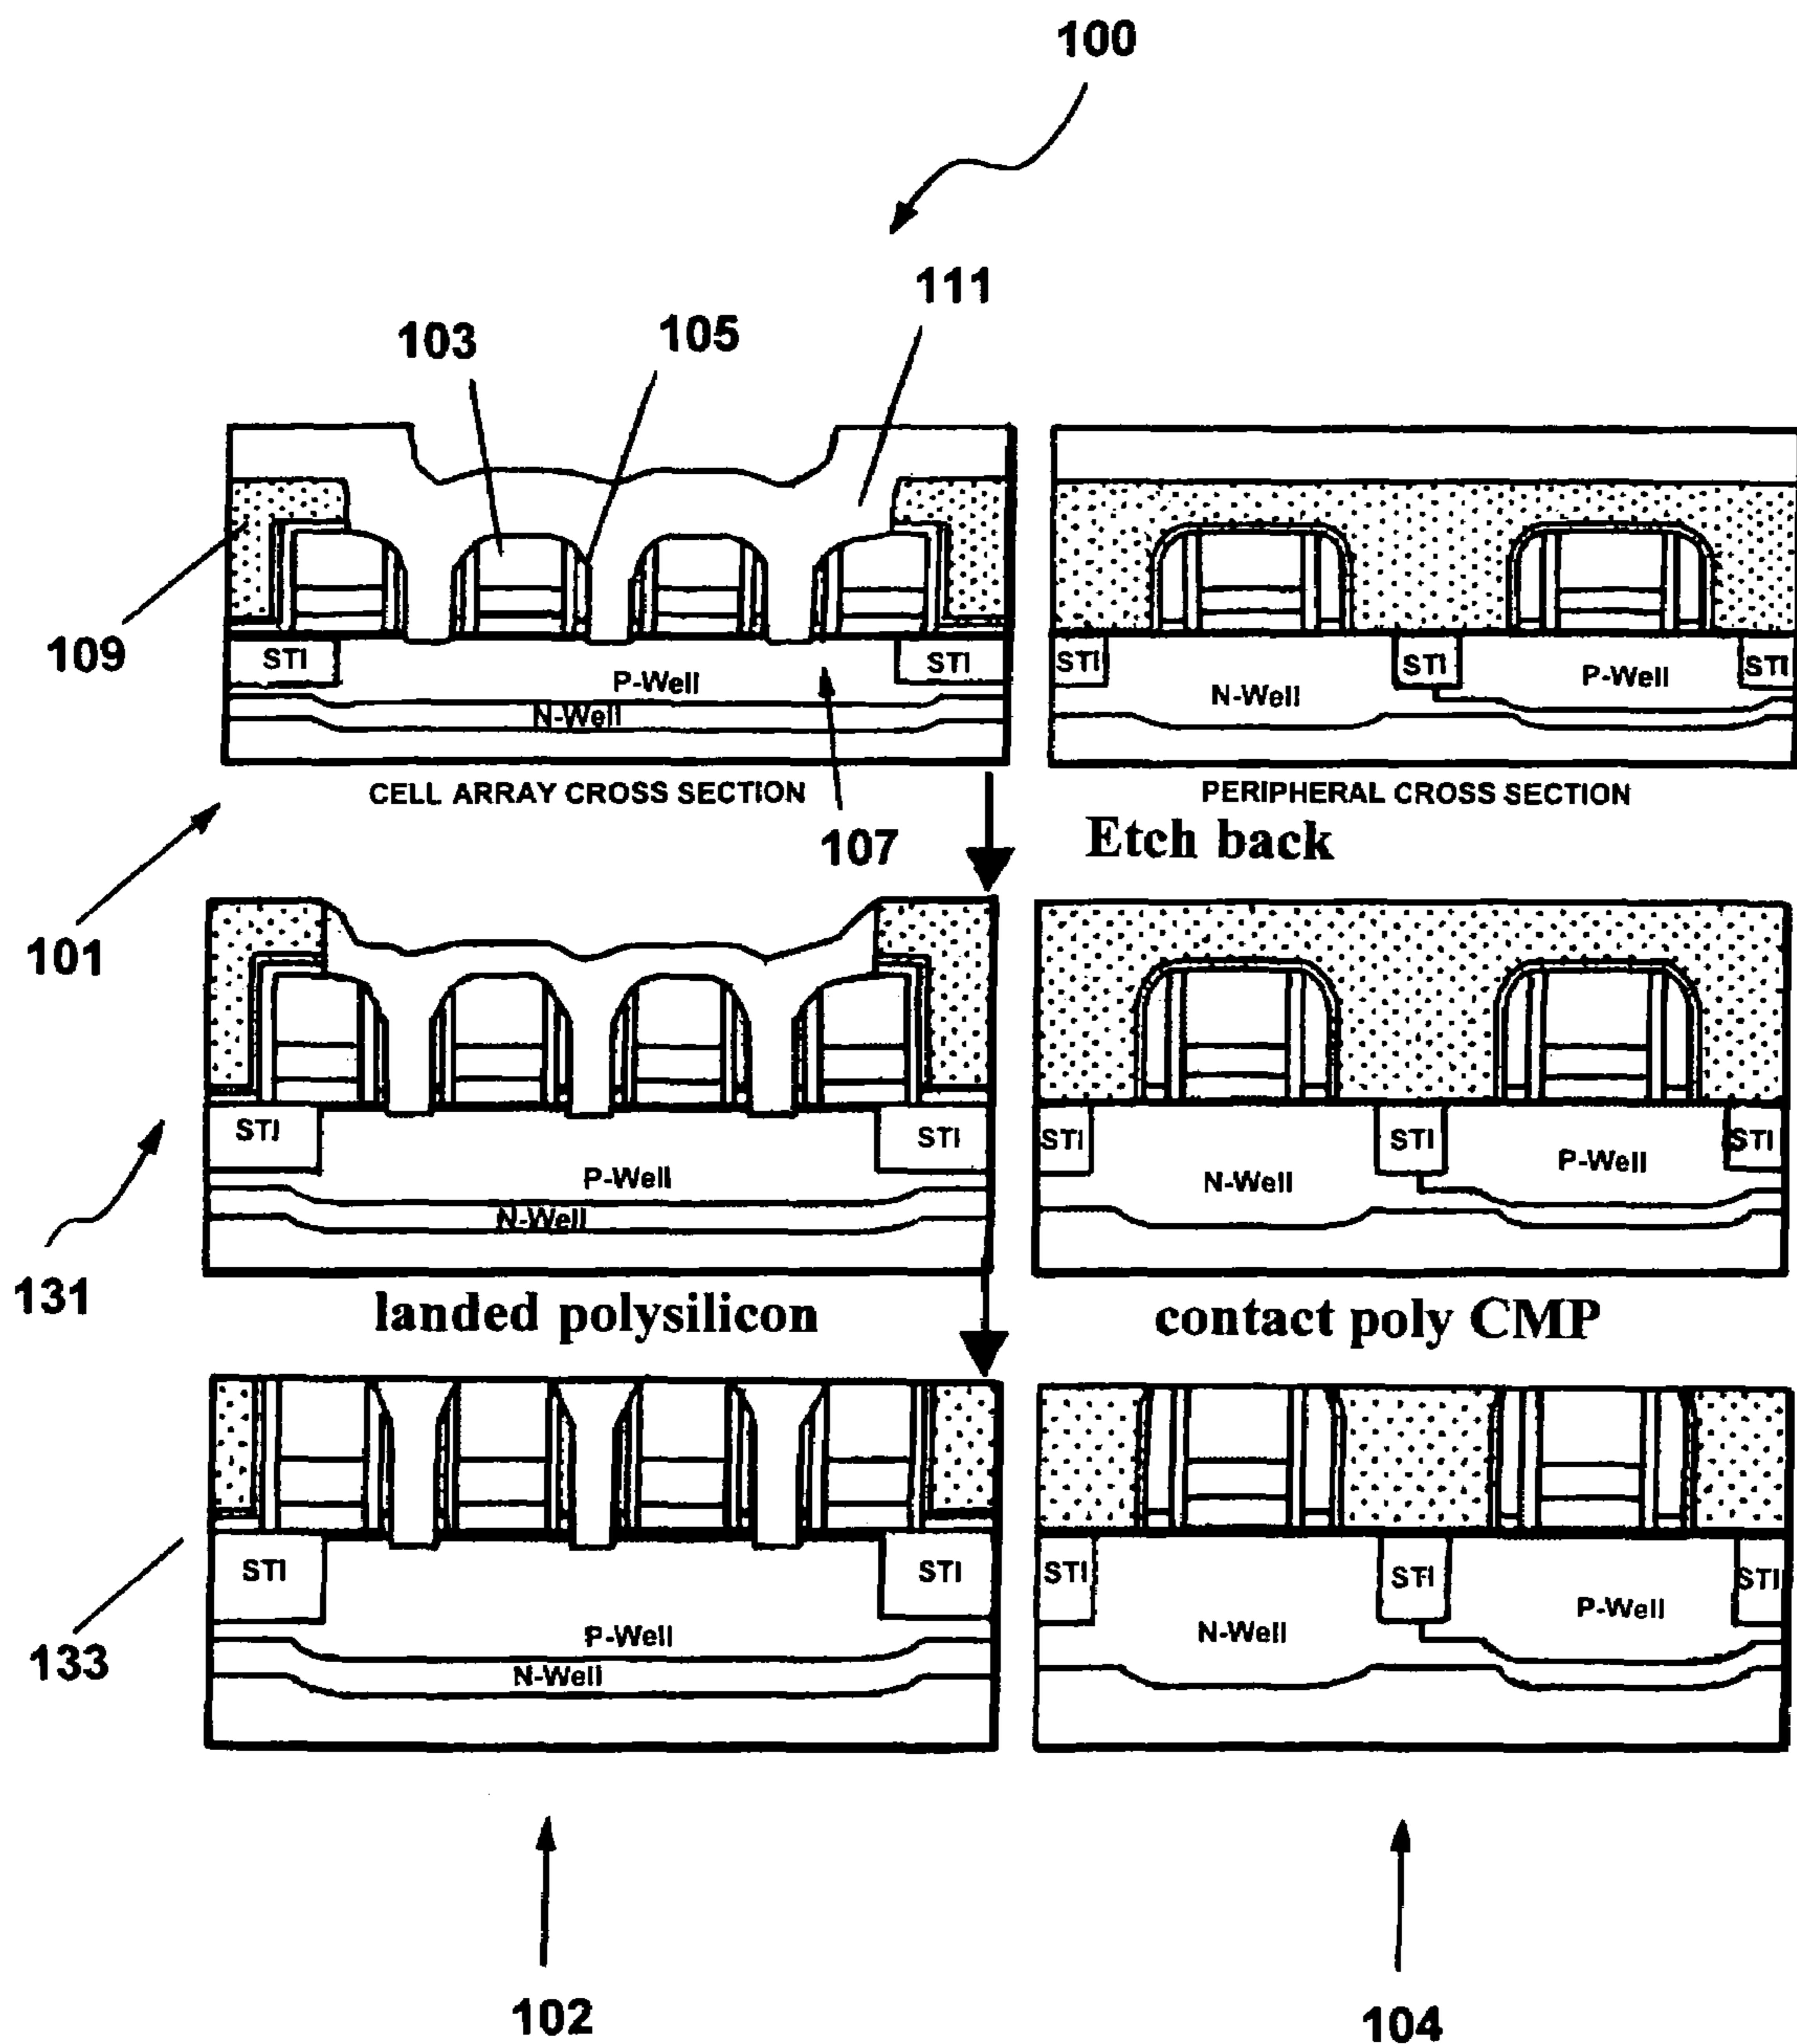 100
111
103 105
109
STI P-Well STI
N-Well
STI N-Well STI P-Well STI
CELL ARRAY CROSS SECTION
PERIPHERAL CROSS SECTION
107
Etch back
101
STI P-Well STI
N-Well
STI N-Well STI P-Well STI
131
landed polysilicon
contact poly CMP
STI P-Well STI
N-Well
STI N-Well STI P-Well STI
133
102
104